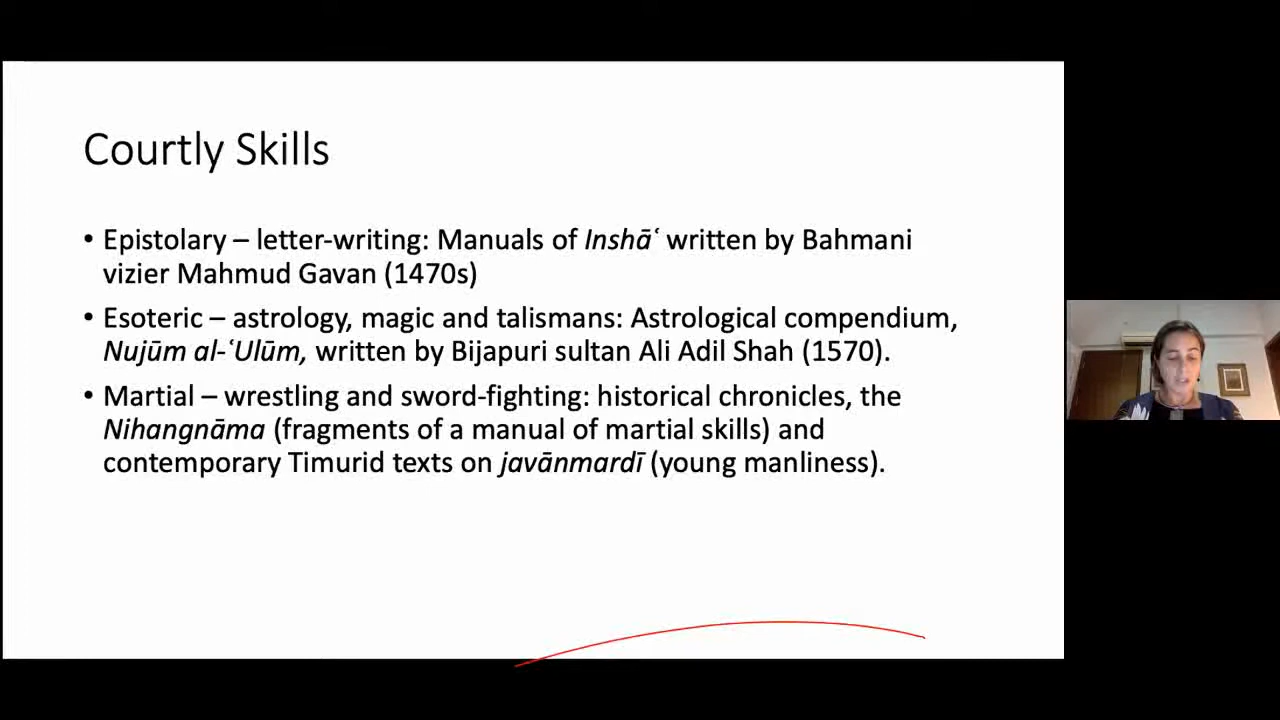 Courtly Skills
• Epistolary – letter-writing: Manuals of Inshāʿ written by Bahmani
vizier Mahmud Gavan (1470s)
• Esoteric – astrology, magic and talismans: Astrological compendium,
Nujūm al-ʿUlūm, written by Bijapuri sultan Ali Adil Shah (1570).
• Martial – wrestling and sword-fighting: historical chronicles, the
Nihangnāma (fragments of a manual of martial skills) and
contemporary Timurid texts on javānmardī (young manliness).